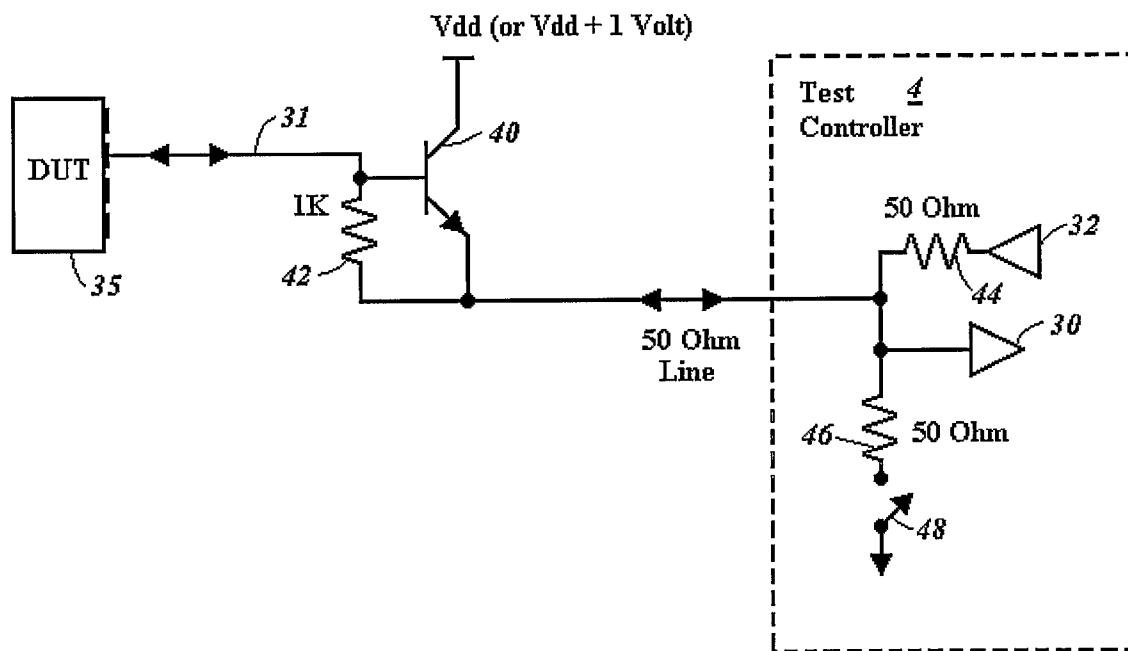 Vdd (or Vdd + 1 Volt)
Test 4
Controller
31
40
DUT
1K
42
35
50 Ohm
32
44
50 Ohm
Line
30
46
50 Ohm
48